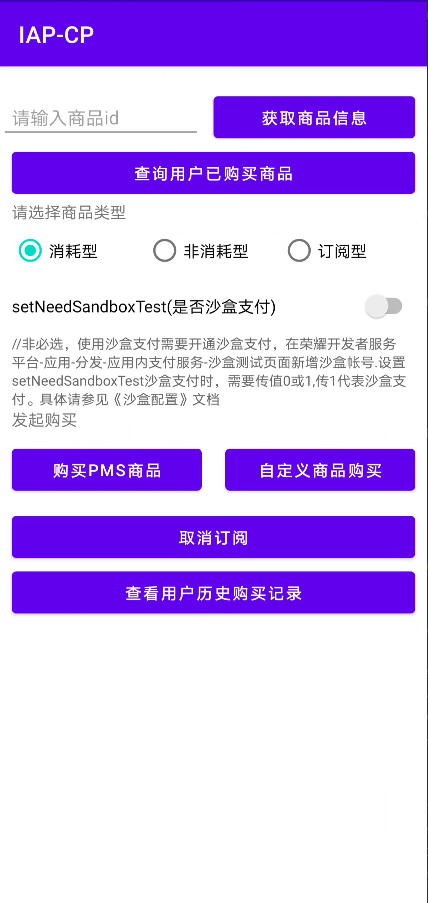 IAP-CP
请输入商品id
获取商品信息
查询用户已购买商品
请选择商品类型
消耗型
非消耗型
订阅型
setNeedSandboxTest(是否沙盒支付)
//非必选，使用沙盒支付需要开通沙盒支付，在荣耀开发者服务
平台-应用-分发-应用内支付服务-沙盒测试页面新增沙盒帐号.设置
setNeedSandboxTest沙盒支付时，需要传值0或1,传1代表沙盒支
付。具体请参见《沙盒配置》文档
发起购买
购买PMS商品
自定义商品购买
取消订阅
查看用户历史购买记录